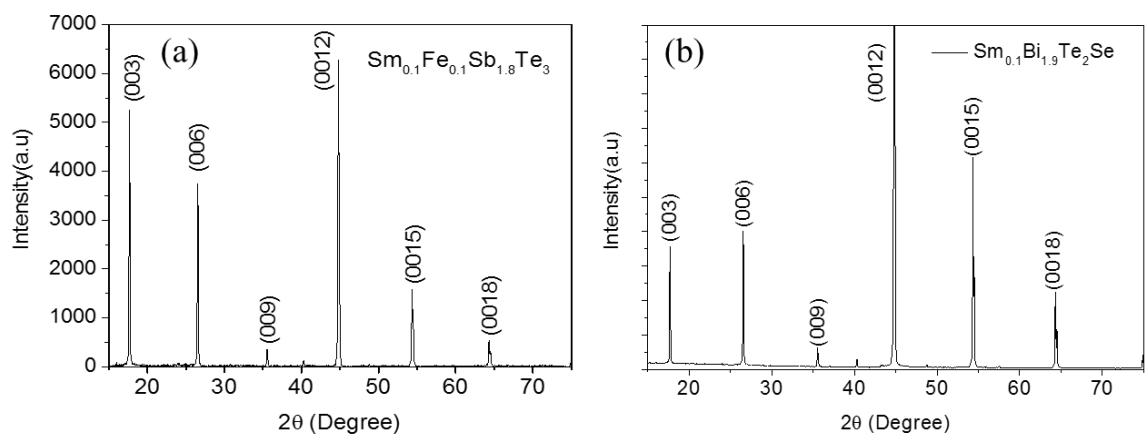 (a)
Sm₀.₁Fe₀.₁Sb₁.₈Te₃
7000
6000
5000
4000
3000
2000
1000
0
Intensity(a.u)
(003)
(006)
(009)
(0012)
(0015)
(0018)
20 30 40 50 60 70
2θ (Degree)
(b)
Sm₀.₁Bi₁.₉Te₂Se
Intensity(a.u)
(003)
(006)
(009)
(0012)
(0015)
(0018)
20 30 40 50 60 70
2θ (Degree)